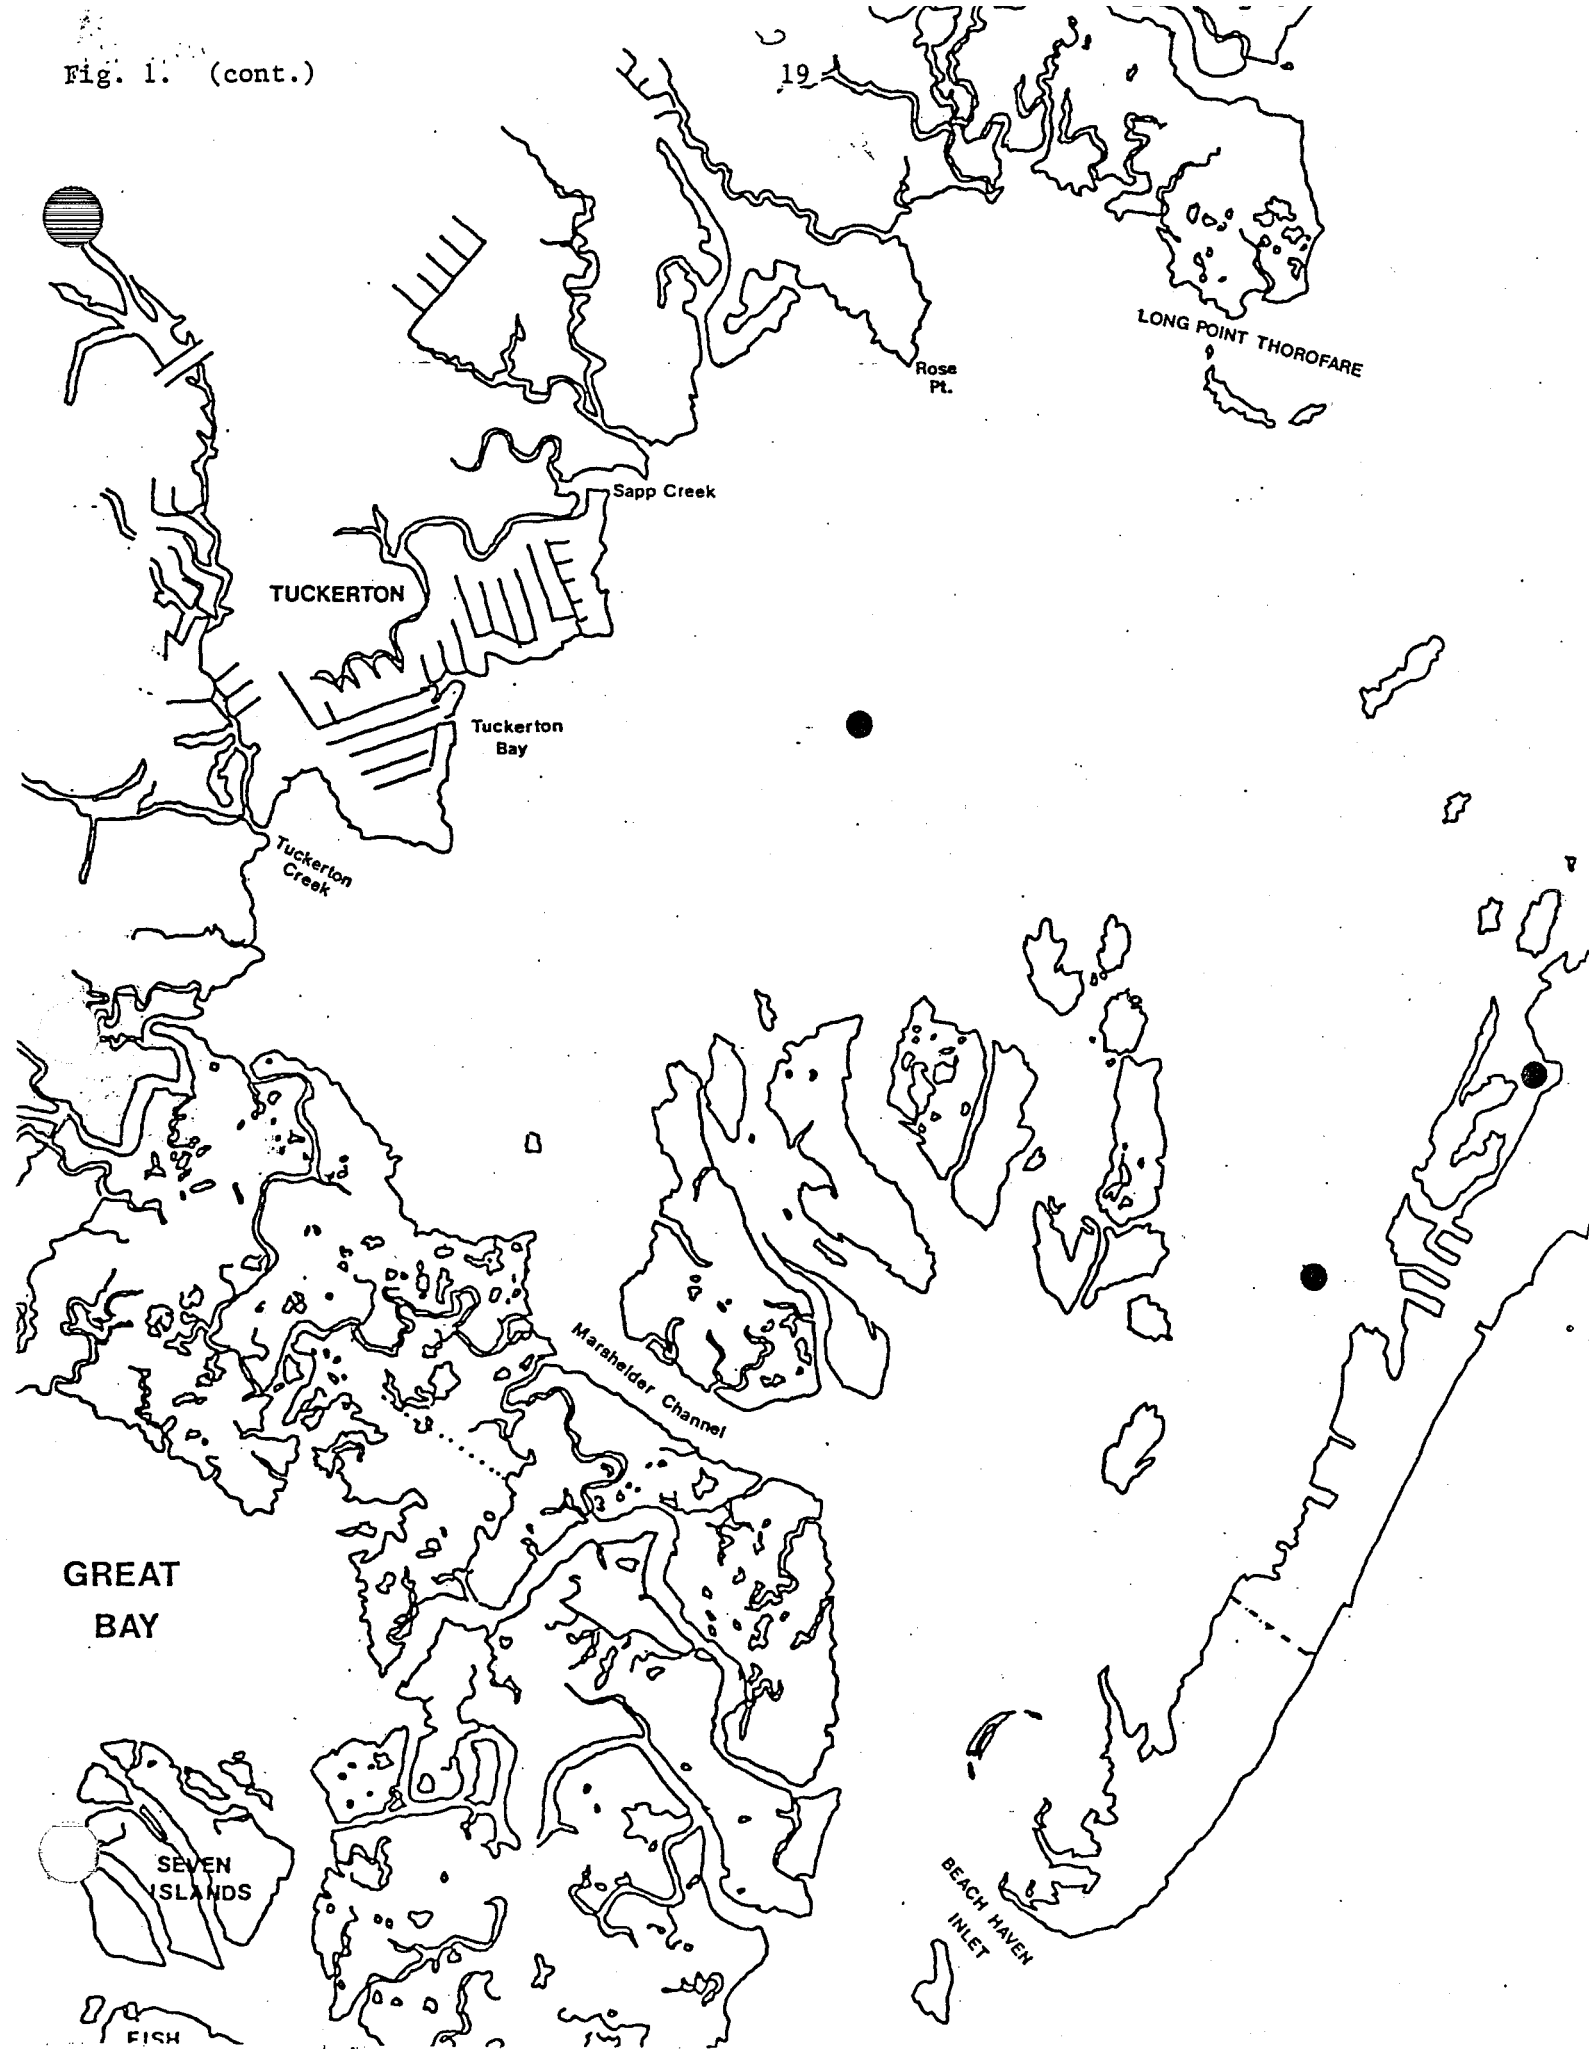 Fig. 1. (cont.)
19
LONG POINT THOROFARE
Rose
Pt.
Sapp Creek
TUCKERTON
Tuckerton
Bay
Tuckerton
Creek
Marshelder Channel
GREAT
BAY
SEVEN
ISLANDS
BEACH HAVEN
INLET
FISH